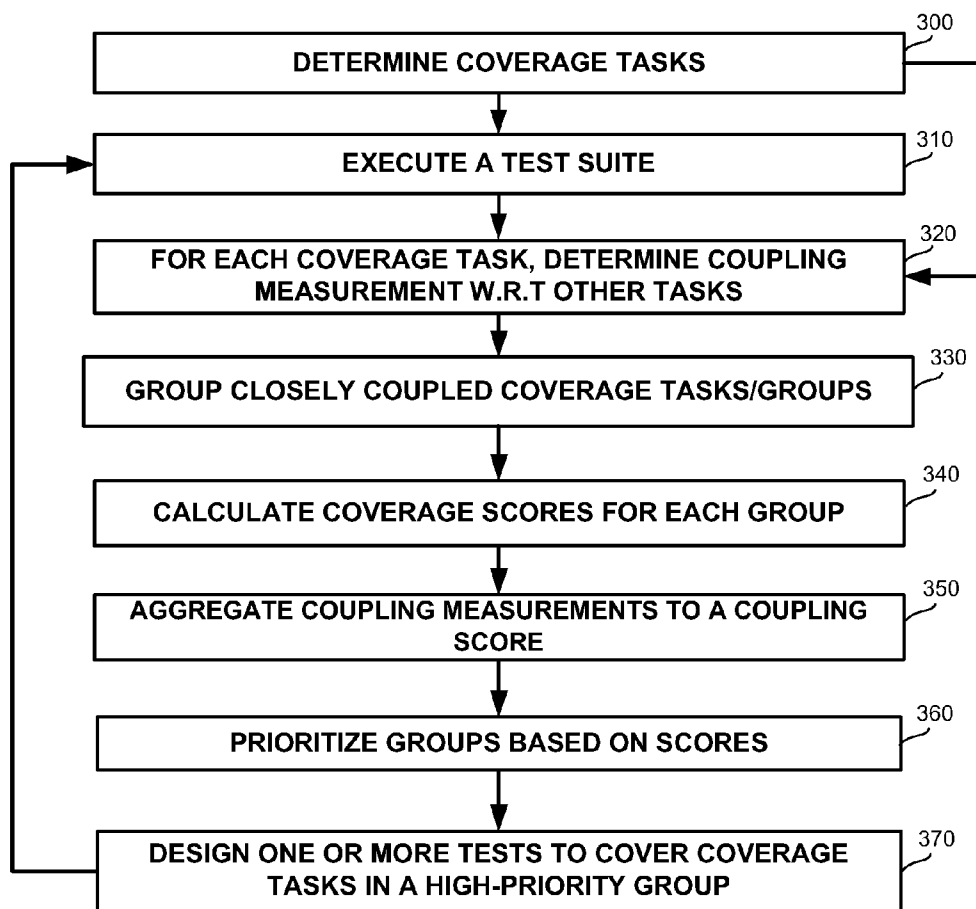 300
DETERMINE COVERAGE TASKS
310
EXECUTE A TEST SUITE
320
FOR EACH COVERAGE TASK, DETERMINE COUPLING
MEASUREMENT W.R.T OTHER TASKS
330
GROUP CLOSELY COUPLED COVERAGE TASKS/GROUPS
340
CALCULATE COVERAGE SCORES FOR EACH GROUP
350
AGGREGATE COUPLING MEASUREMENTS TO A COUPLING
SCORE
360
PRIORITIZE GROUPS BASED ON SCORES
370
DESIGN ONE OR MORE TESTS TO COVER COVERAGE
TASKS IN A HIGH-PRIORITY GROUP